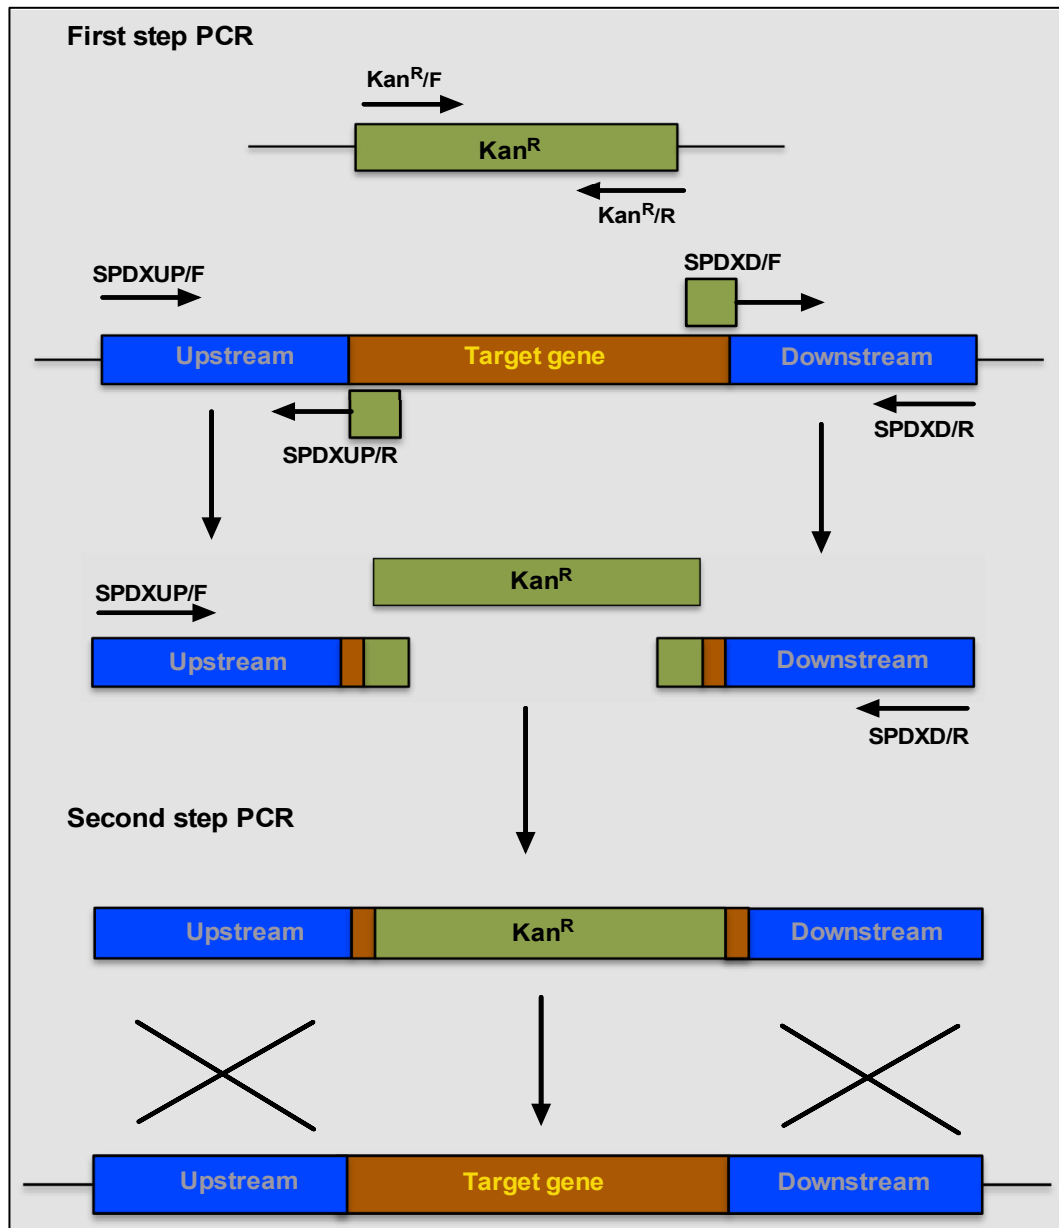 First step PCR
KanR/F
KanR
KanR/R
SPDXUP/F
SPDXD/F
Upstream Target gene Downstream
SPDXUP/R
SPDXD/R
KanR
SPDXUP/F
Upstream Downstream
SPDXD/R
Second step PCR
Upstream KanR Downstream
Upstream Target gene Downstream